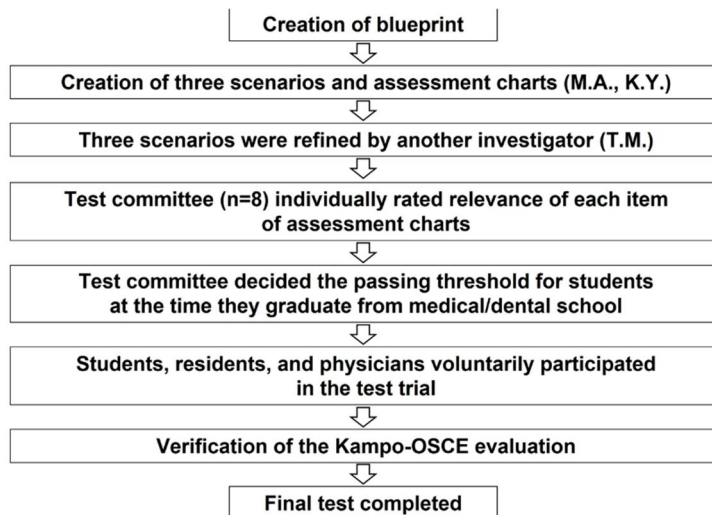 Creation of blueprint
Creation of three scenarios and assessment charts (M.A., K.Y.)
Three scenarios were refined by another investigator (T.M.)
Test committee (n=8) individually rated relevance of each item
of assessment charts
Test committee decided the passing threshold for students
at the time they graduate from medical/dental school
Students, residents, and physicians voluntarily participated
in the test trial
Verification of the Kampo-OSCE evaluation
Final test completed